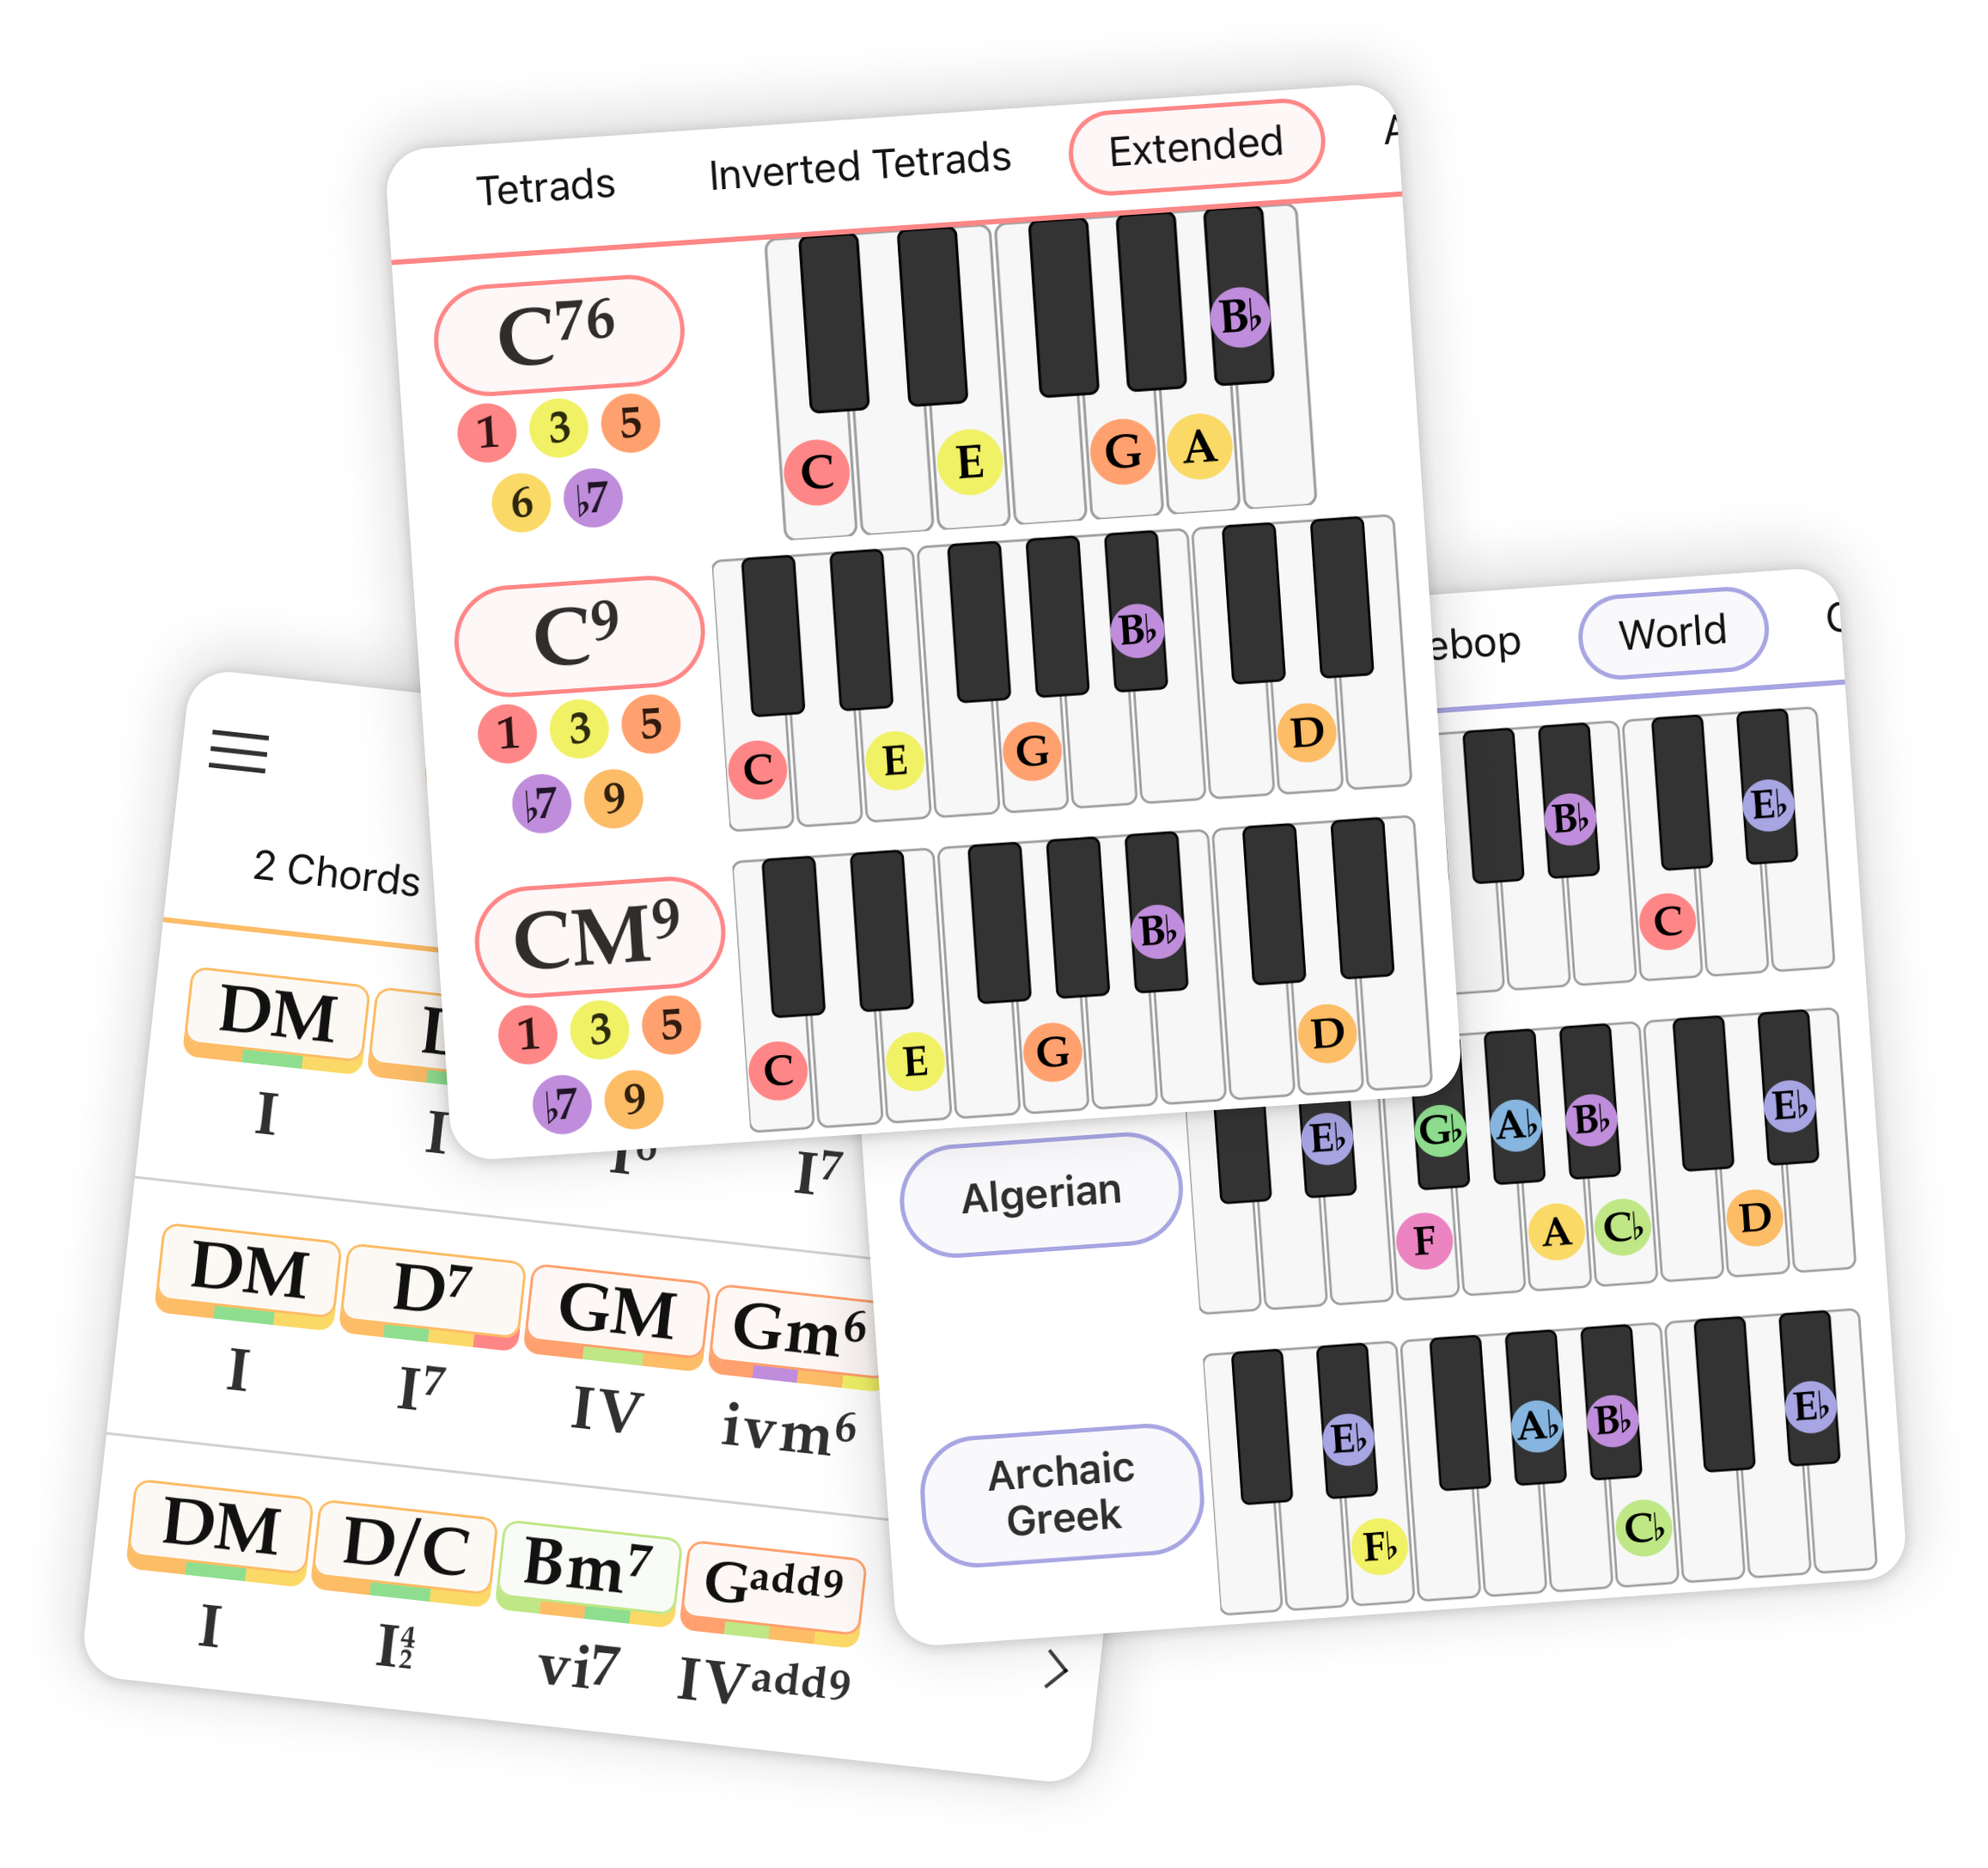 Tetrads Inverted Tetrads Extended
C⁷⁶
1 3 5
6 ♭7
C E G A B♭
C⁹
1 3 5
♭7 9
C E G B♭ D
CM⁹
1 3 5
♭7 9
C E G B♭ D
ebop World
B♭ C E♭
Algerian
E♭ F G♭ A♭ A B♭ C♭ D E♭
Archaic
Greek
E♭ F♭ A♭ B♭ C♭ E♭
2 Chords
DM
I I I⁶ I⁷
DM D⁷ GM Gm⁶
I I⁷ IV ivm⁶
DM D/C Bm⁷ Gadd9
I I42 vi7 IVadd9